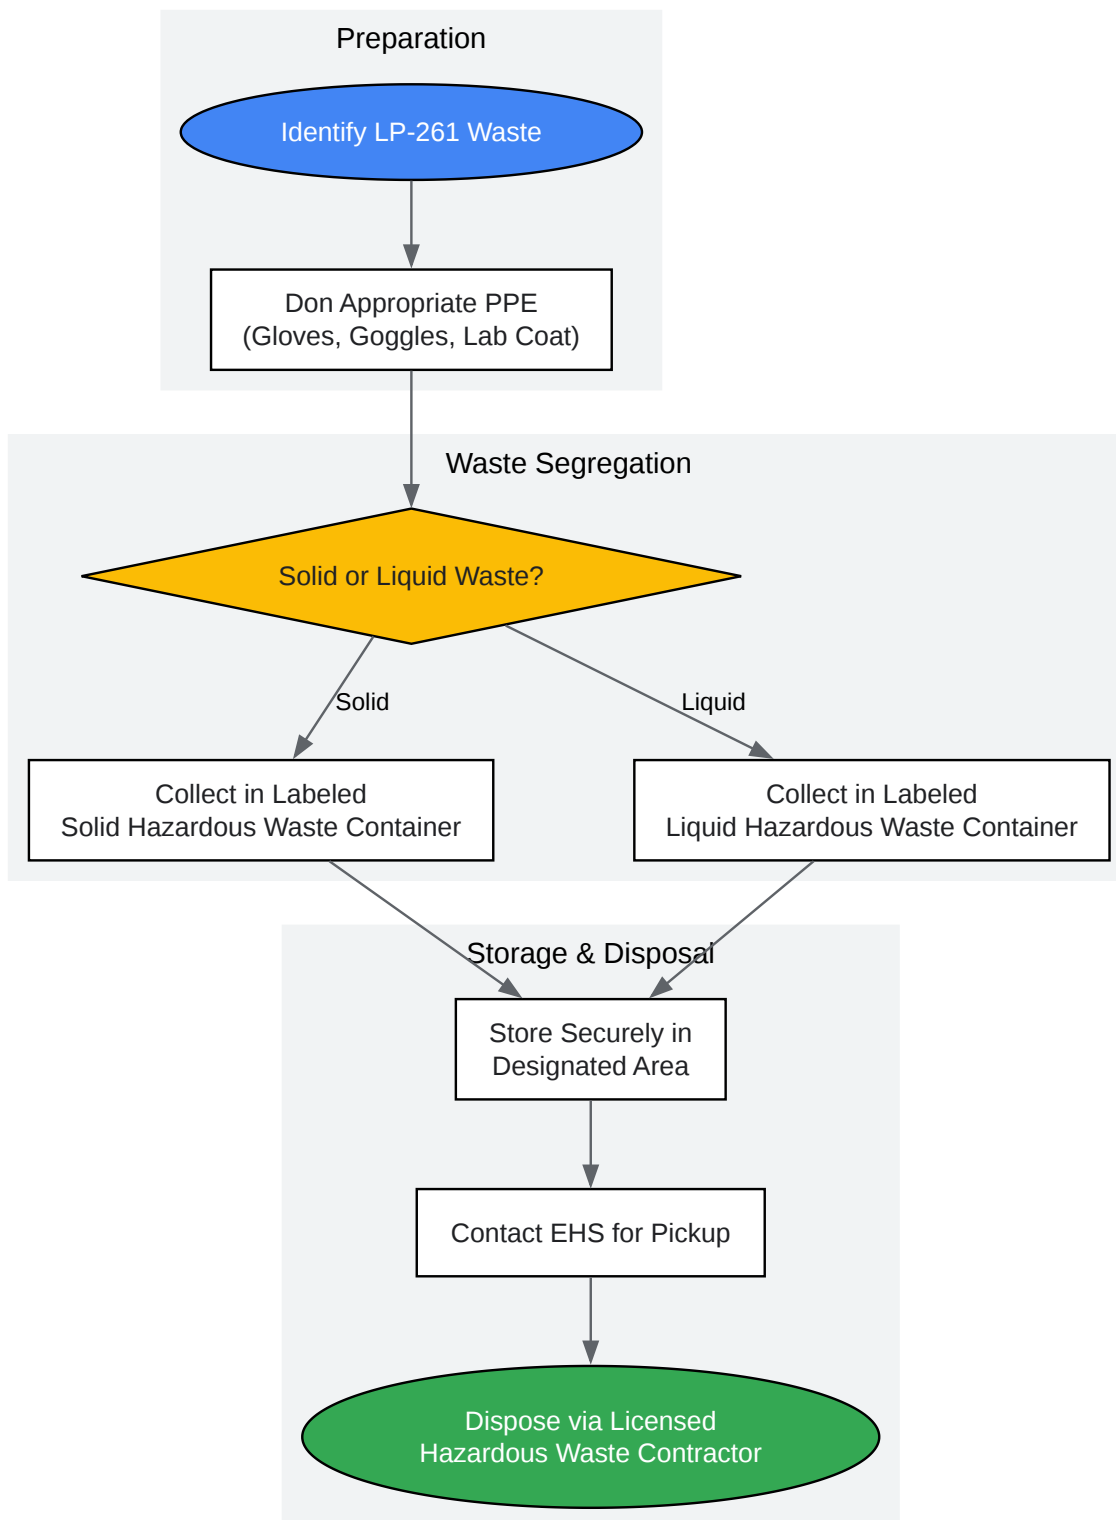 Preparation
Identify LP-261 Waste
Don Appropriate PPE
(Gloves, Goggles, Lab Coat)
Waste Segregation
Solid or Liquid Waste?
Solid
Liquid
Collect in Labeled
Solid Hazardous Waste Container
Collect in Labeled
Liquid Hazardous Waste Container
Storage & Disposal
Store Securely in
Designated Area
Contact EHS for Pickup
Dispose via Licensed
Hazardous Waste Contractor